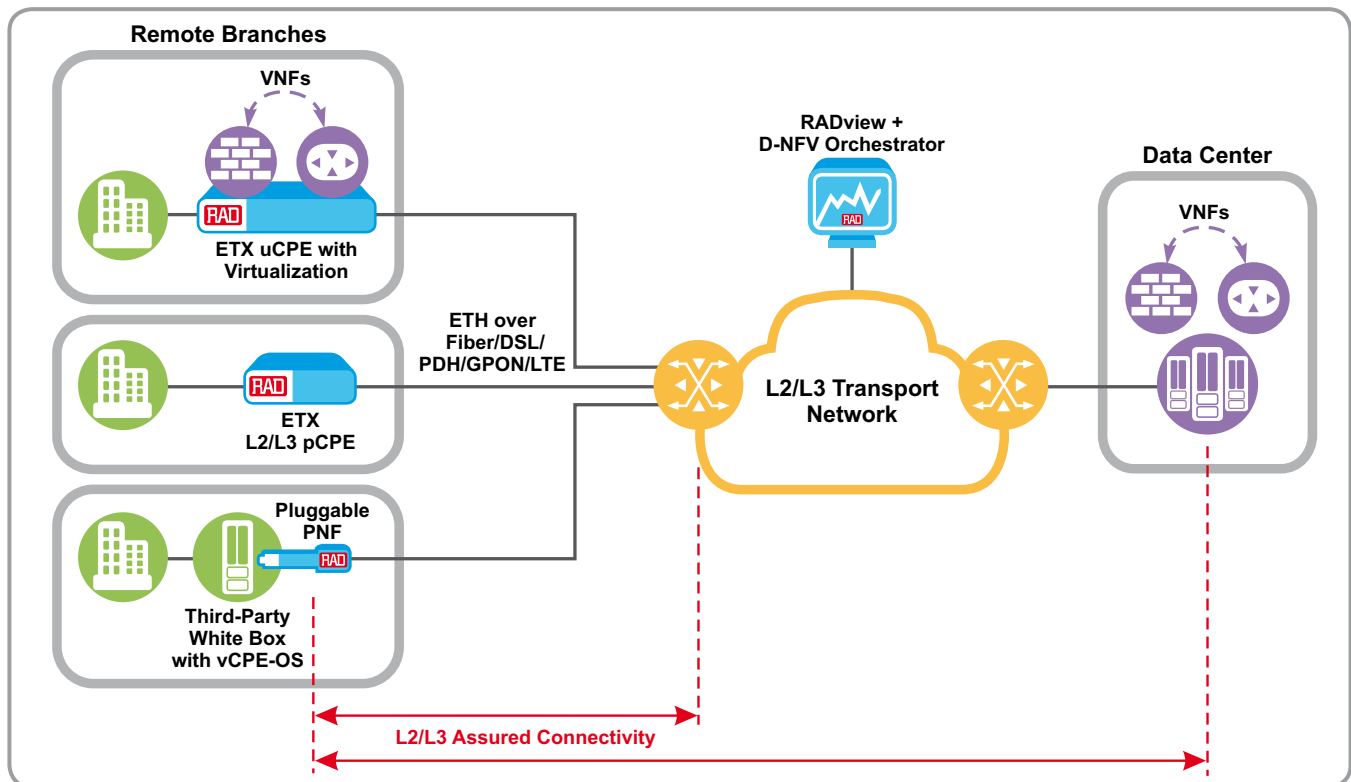 Remote Branches
VNFs
RAD
ETX uCPE with
Virtualization
RAD
ETX
L2/L3 pCPE
Pluggable
PNF
RAD
Third-Party
White Box
with vCPE-OS
ETH over
Fiber/DSL/
PDH/GPON/LTE
RADview +
D-NFV Orchestrator
RAD
L2/L3 Transport
Network
Data Center
VNFs
L2/L3 Assured Connectivity